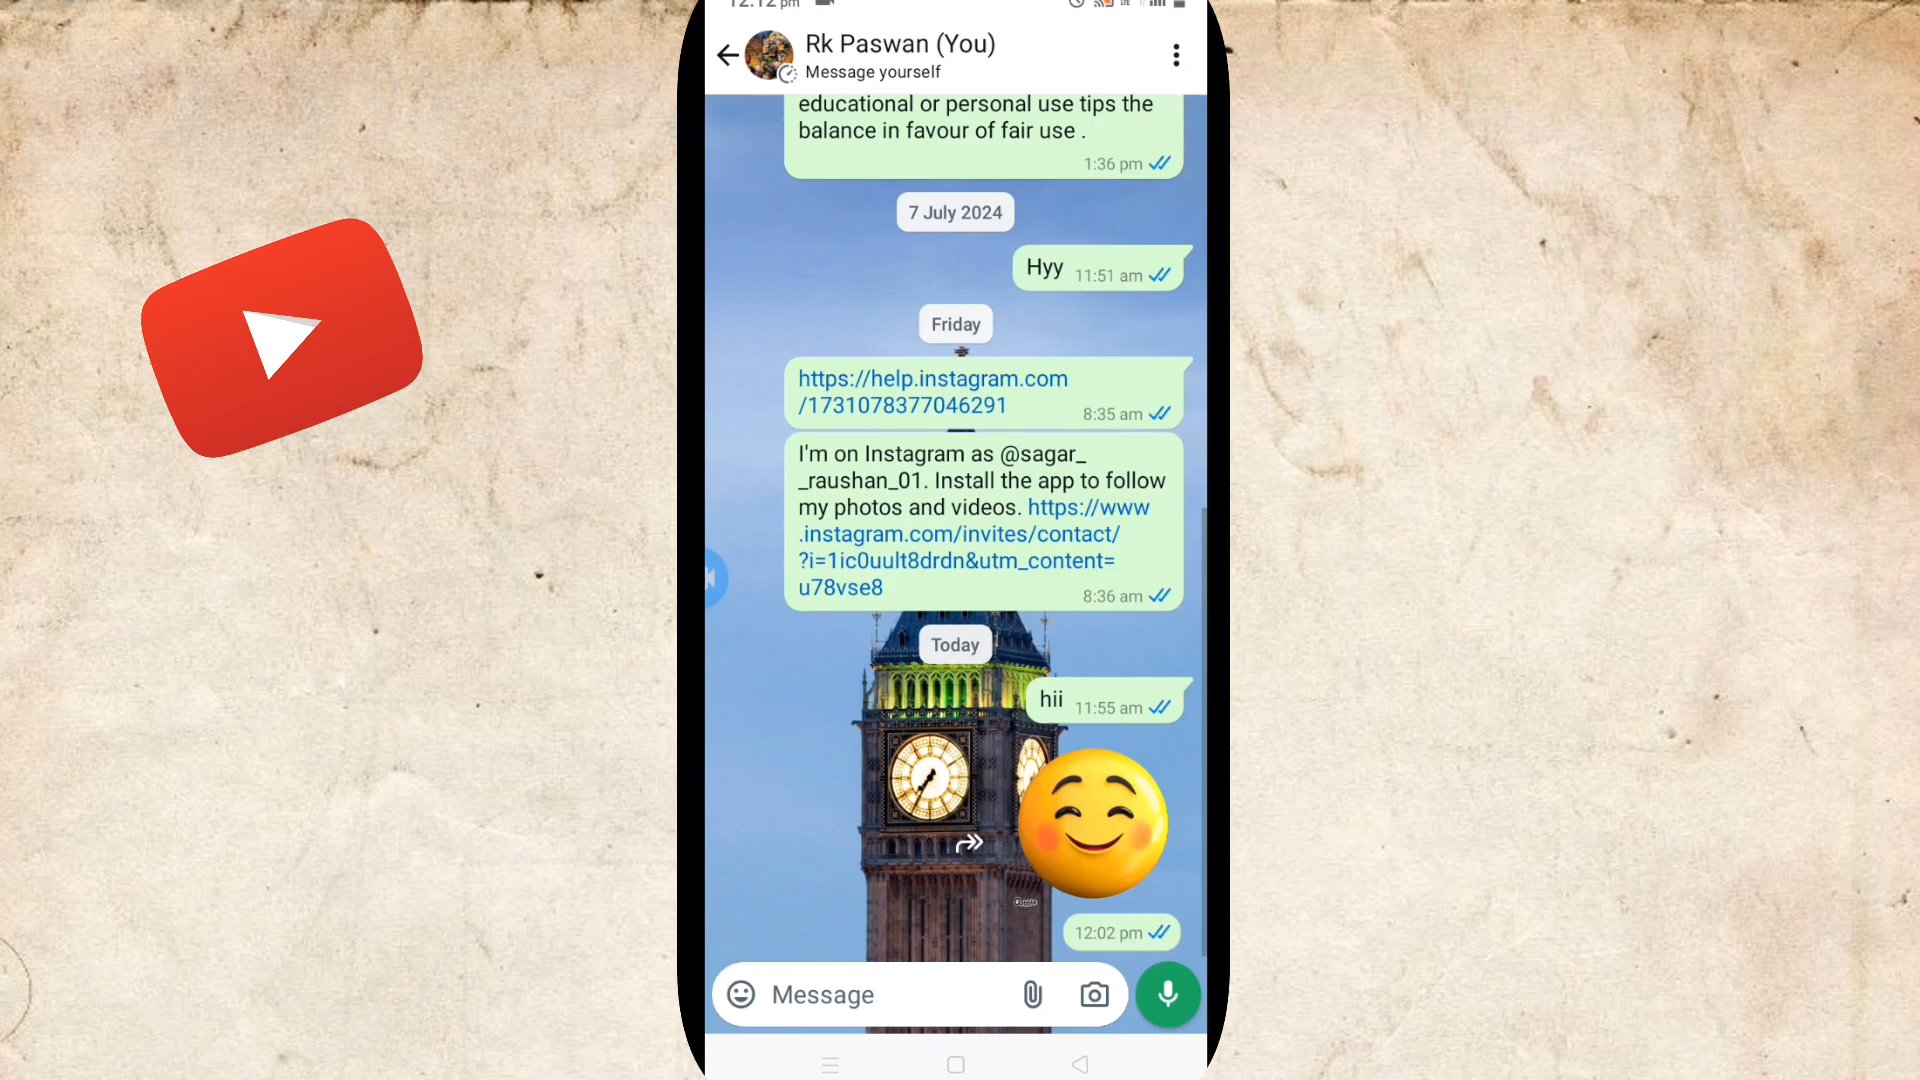 12:12 pm
Rk Paswan (You)
Message yourself
educational or personal use tips the
balance in favour of fair use .
1:36 pm
7 July 2024
Hyy 11:51 am
Friday
https://help.instagram.com
/1731078377046291
8:35 am
I'm on Instagram as @sagar_
_raushan_01. Install the app to follow
my photos and videos. https://www
.instagram.com/invites/contact/
?i=1ic0uult8drdn&utm_content=
u78vse8
8:36 am
Today
hii 11:55 am
12:02 pm
Message